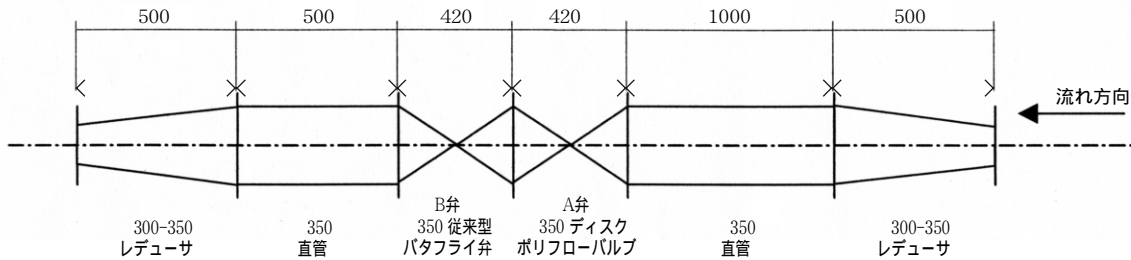 500
500
420
420
1000
500
流れ方向
300-350
レデューサ
350
直管
B弁
350 従来型
バタフライ弁
A弁
350 ディスク
ポリフローバルブ
350
直管
300-350
レデューサ